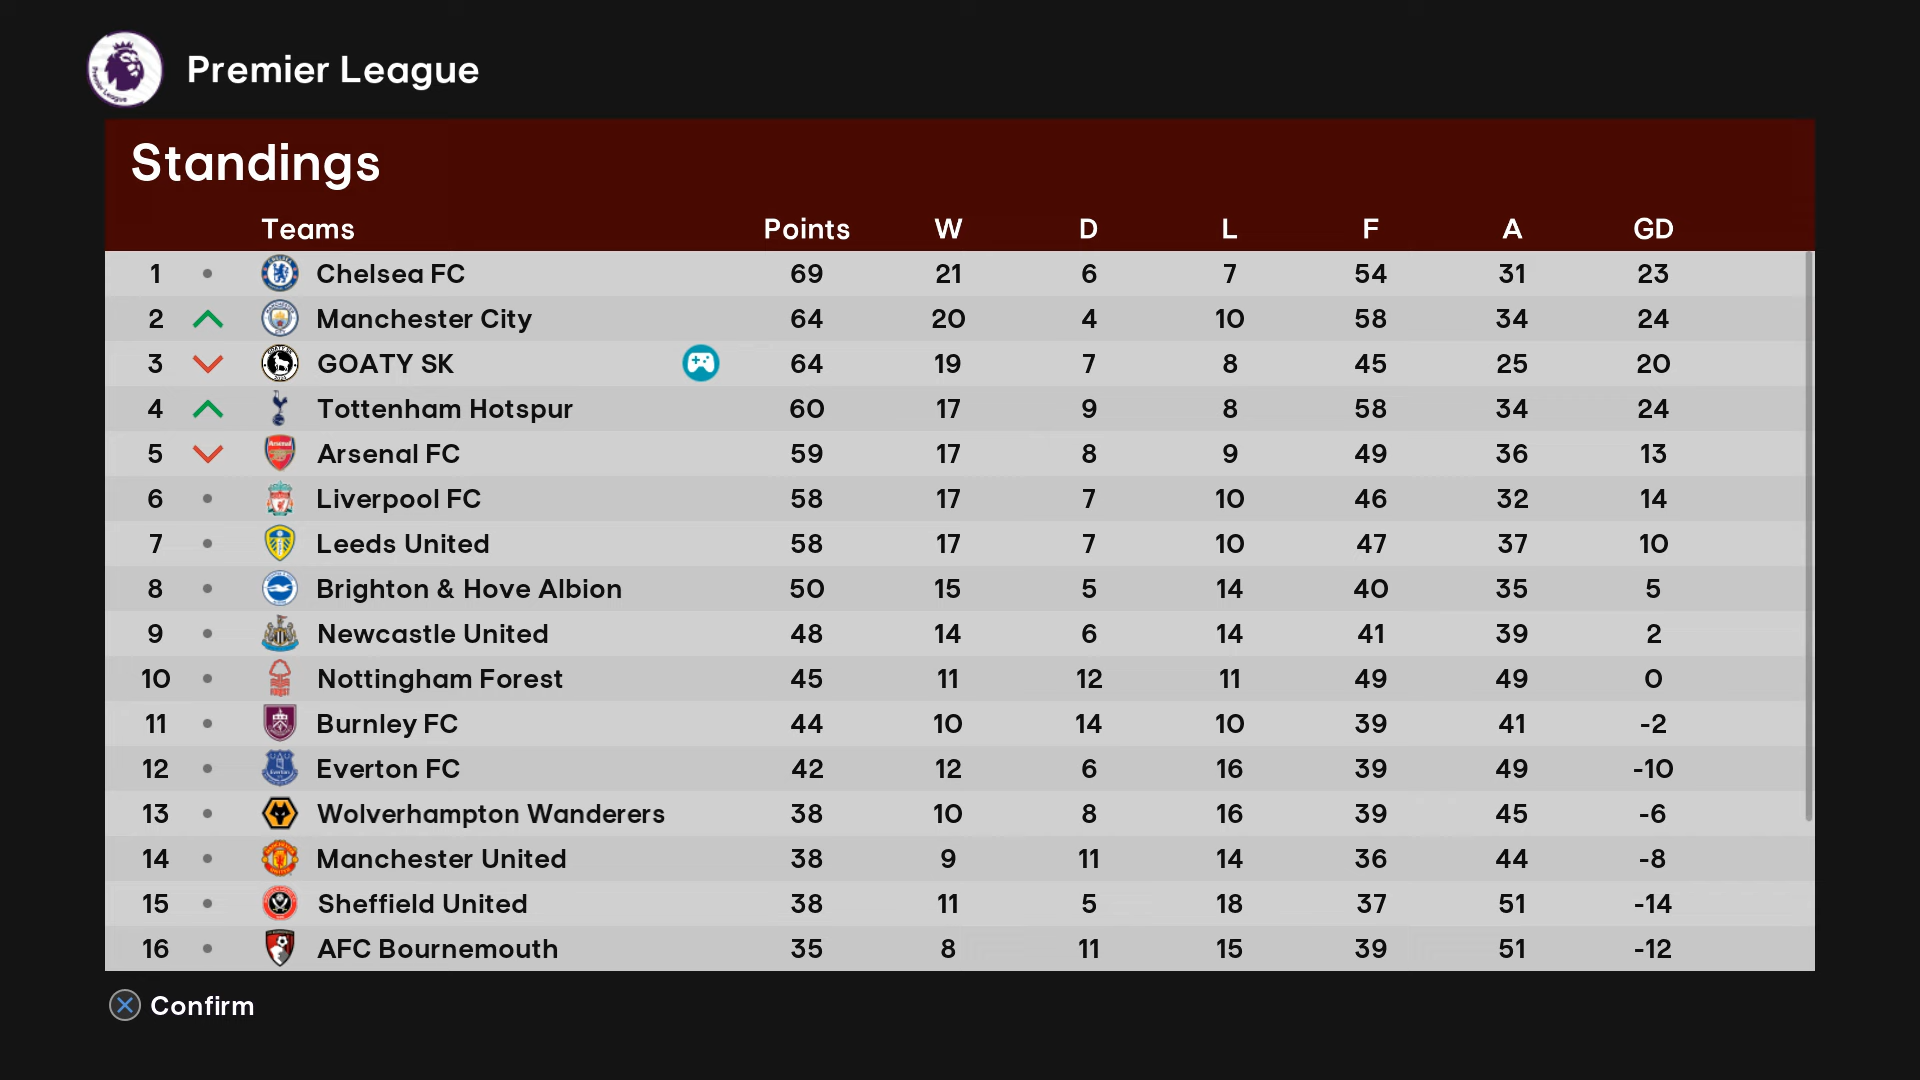 Premier League
Standings
Teams Points W D L F A GD
1 Chelsea FC 69 21 6 7 54 31 23
2 Manchester City 64 20 4 10 58 34 24
3 GOATY SK 64 19 7 8 45 25 20
4 Tottenham Hotspur 60 17 9 8 58 34 24
5 Arsenal FC 59 17 8 9 49 36 13
6 Liverpool FC 58 17 7 10 46 32 14
7 Leeds United 58 17 7 10 47 37 10
8 Brighton & Hove Albion 50 15 5 14 40 35 5
9 Newcastle United 48 14 6 14 41 39 2
10 Nottingham Forest 45 11 12 11 49 49 0
11 Burnley FC 44 10 14 10 39 41 -2
12 Everton FC 42 12 6 16 39 49 -10
13 Wolverhampton Wanderers 38 10 8 16 39 45 -6
14 Manchester United 38 9 11 14 36 44 -8
15 Sheffield United 38 11 5 18 37 51 -14
16 AFC Bournemouth 35 8 11 15 39 51 -12
Confirm